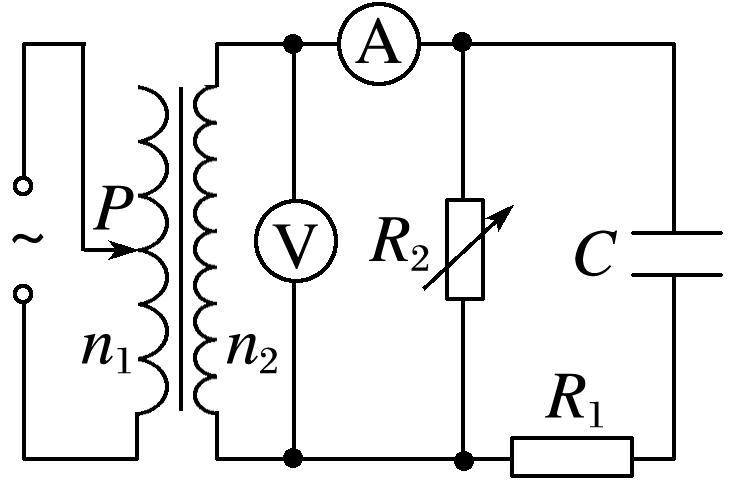 A
P
V
R₂
C
~
n₁
n₂
R₁